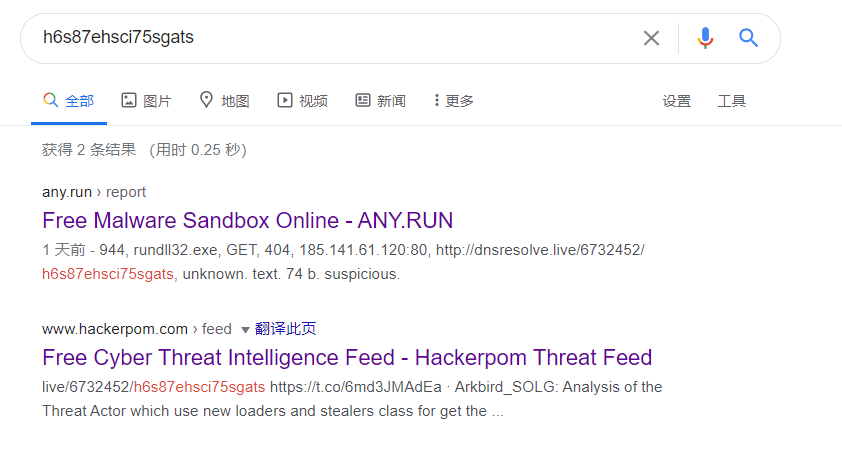 h6s87ehsci75sgats
全部 图片 地图 视频 新闻 更多 设置 工具
获得 2 条结果 （用时 0.25 秒）
any.run › report
Free Malware Sandbox Online - ANY.RUN
1 天前 - 944, rundll32.exe, GET, 404, 185.141.61.120:80, http://dnsresolve.live/6732452/
h6s87ehsci75sgats, unknown. text. 74 b. suspicious.
www.hackerpom.com › feed 翻译此页
Free Cyber Threat Intelligence Feed - Hackerpom Threat Feed
live/6732452/h6s87ehsci75sgats https://t.co/6md3JMAdEa · Arkbird_SOLG: Analysis of the
Threat Actor which use new loaders and stealers class for get the ...